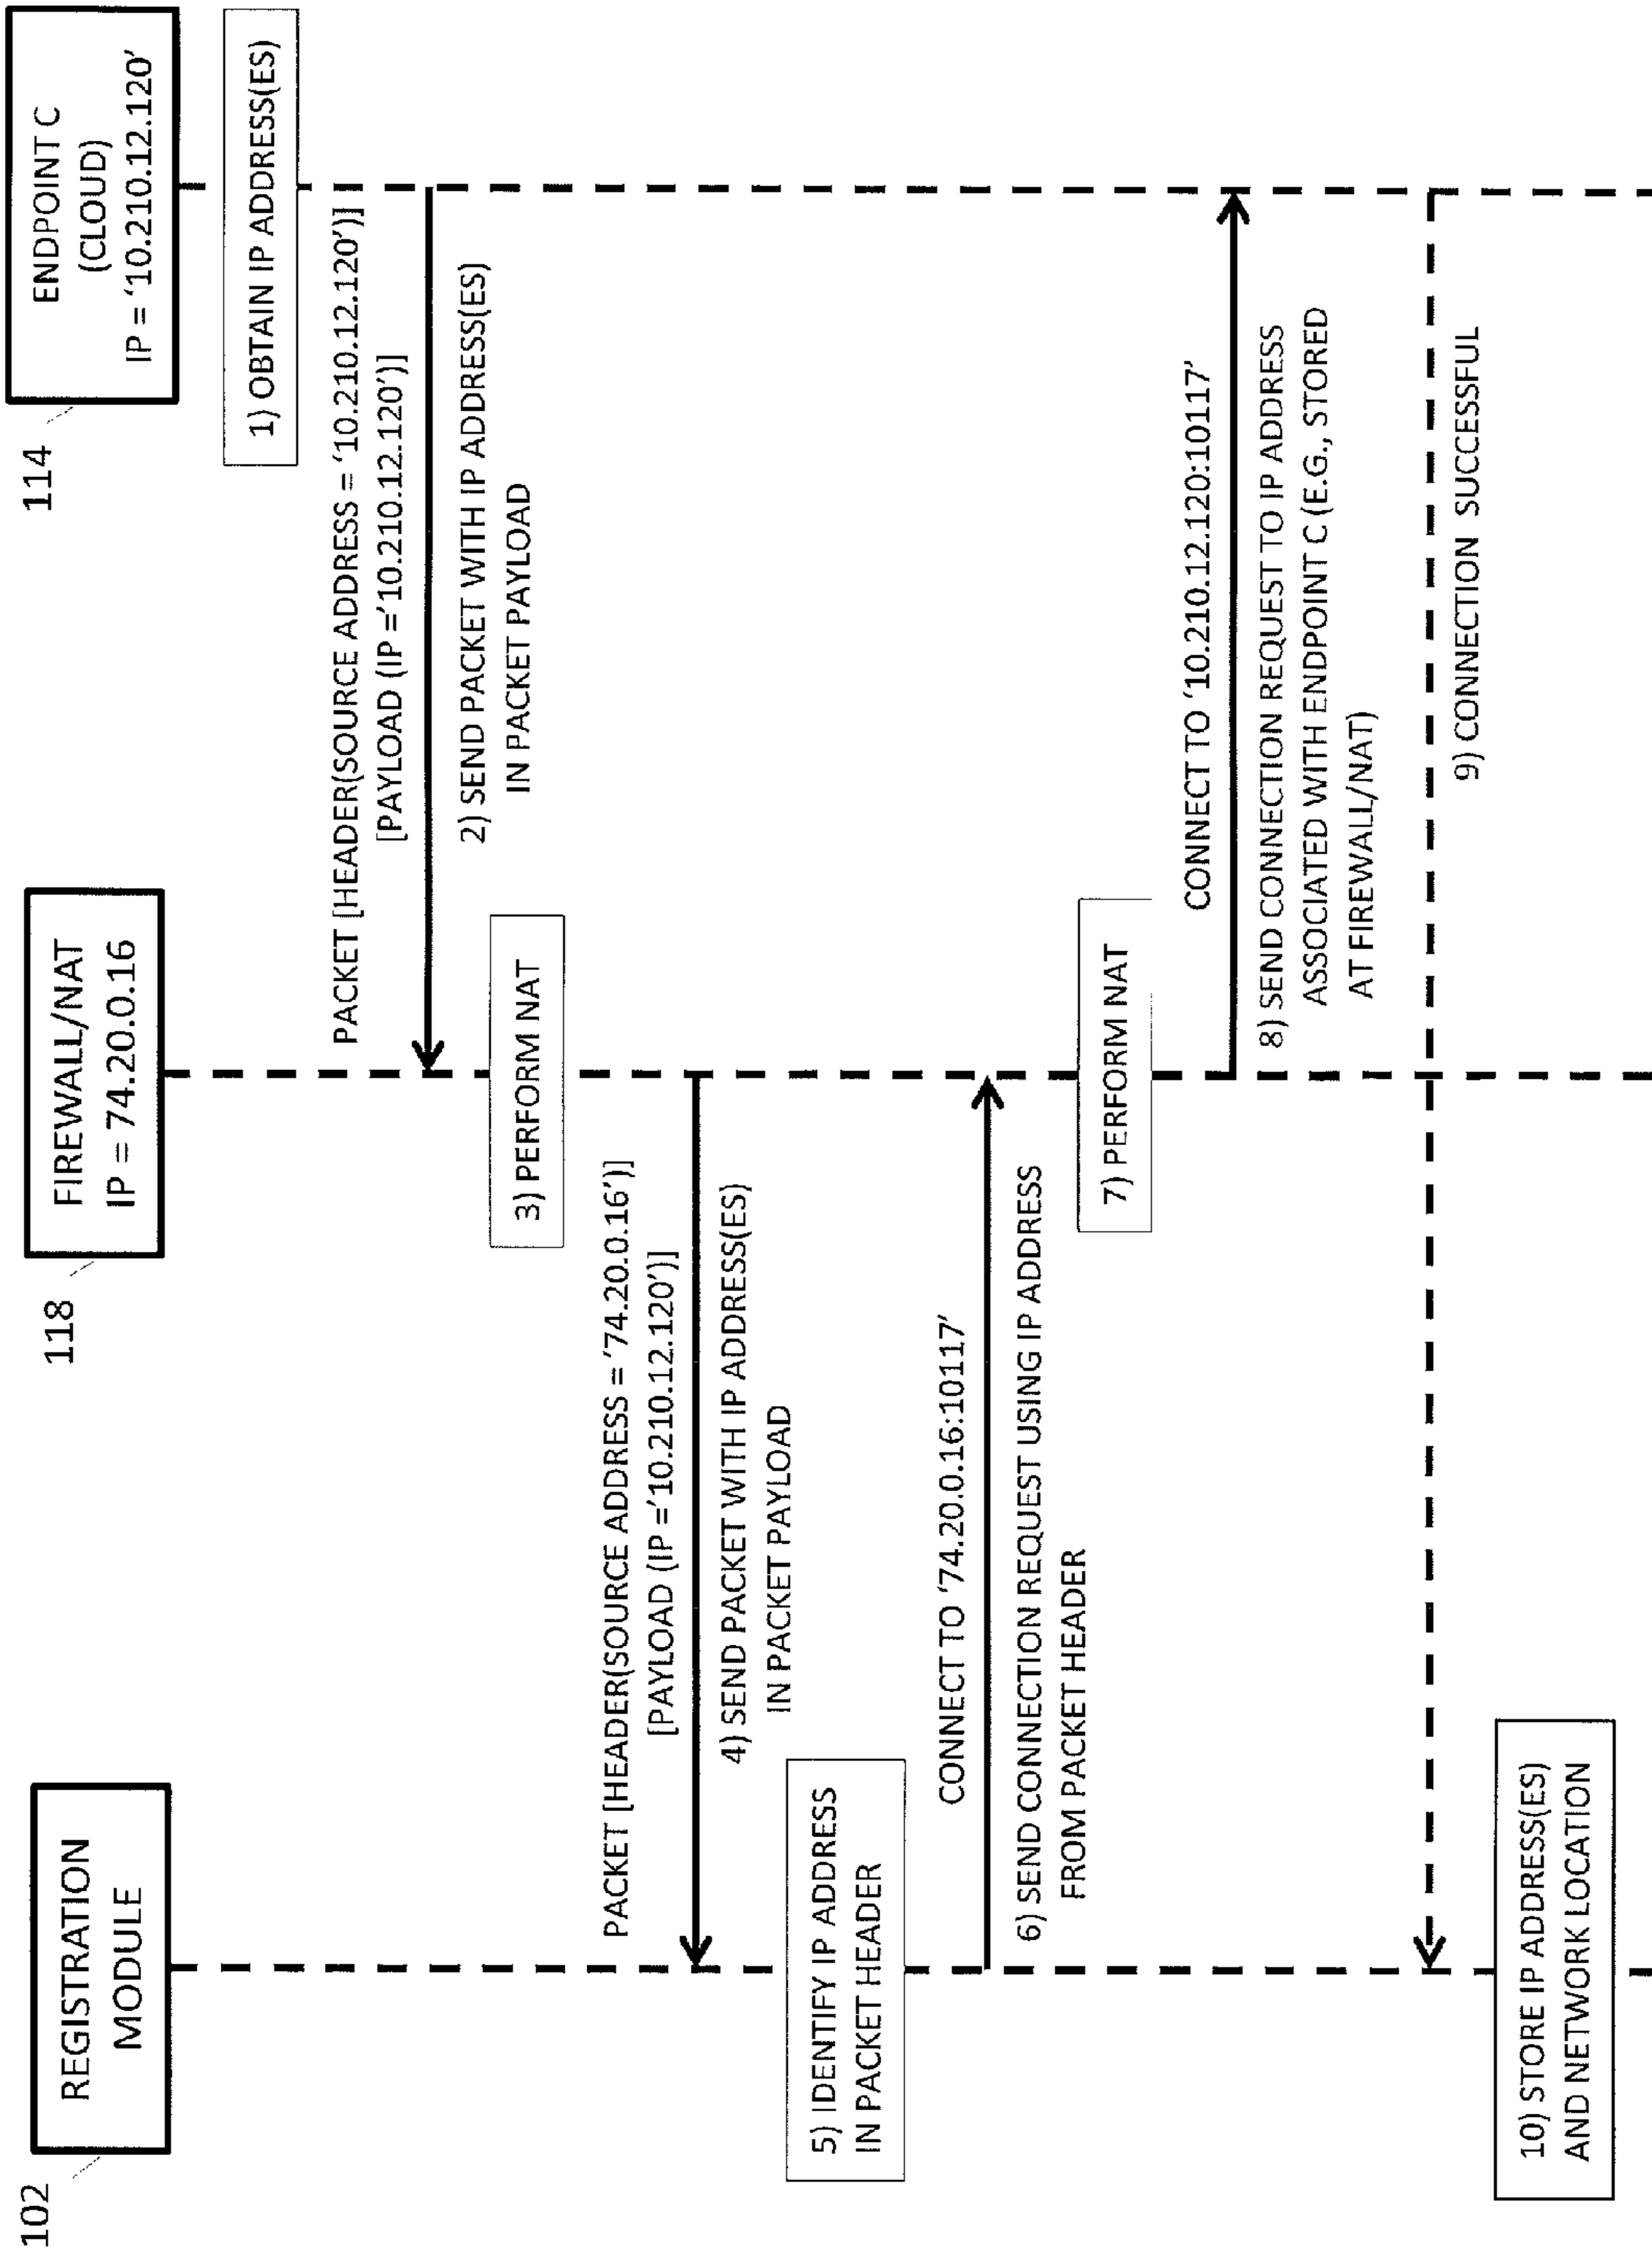 102
REGISTRATION
MODULE
118
FIREWALL/NAT
IP = 74.20.0.16
114
ENDPOINT C
(CLOUD)
IP = '10.210.12.120'
1) OBTAIN IP ADDRESS(ES)
PACKET [HEADER(SOURCE ADDRESS = '10.210.12.120')]
[PAYLOAD (IP ='10.210.12.120')]
2) SEND PACKET WITH IP ADDRESS(ES)
IN PACKET PAYLOAD
3) PERFORM NAT
PACKET [HEADER(SOURCE ADDRESS = '74.20.0.16')]
[PAYLOAD (IP ='10.210.12.120')]
4) SEND PACKET WITH IP ADDRESS(ES)
IN PACKET PAYLOAD
5) IDENTIFY IP ADDRESS
IN PACKET HEADER
CONNECT TO '74.20.0.16:10117'
6) SEND CONNECTION REQUEST USING IP ADDRESS
FROM PACKET HEADER
7) PERFORM NAT
CONNECT TO '10.210.12.120:10117'
8) SEND CONNECTION REQUEST TO IP ADDRESS
ASSOCIATED WITH ENDPOINT C (E.G., STORED
AT FIREWALL/NAT)
9) CONNECTION SUCCESSFUL
10) STORE IP ADDRESS(ES)
AND NETWORK LOCATION